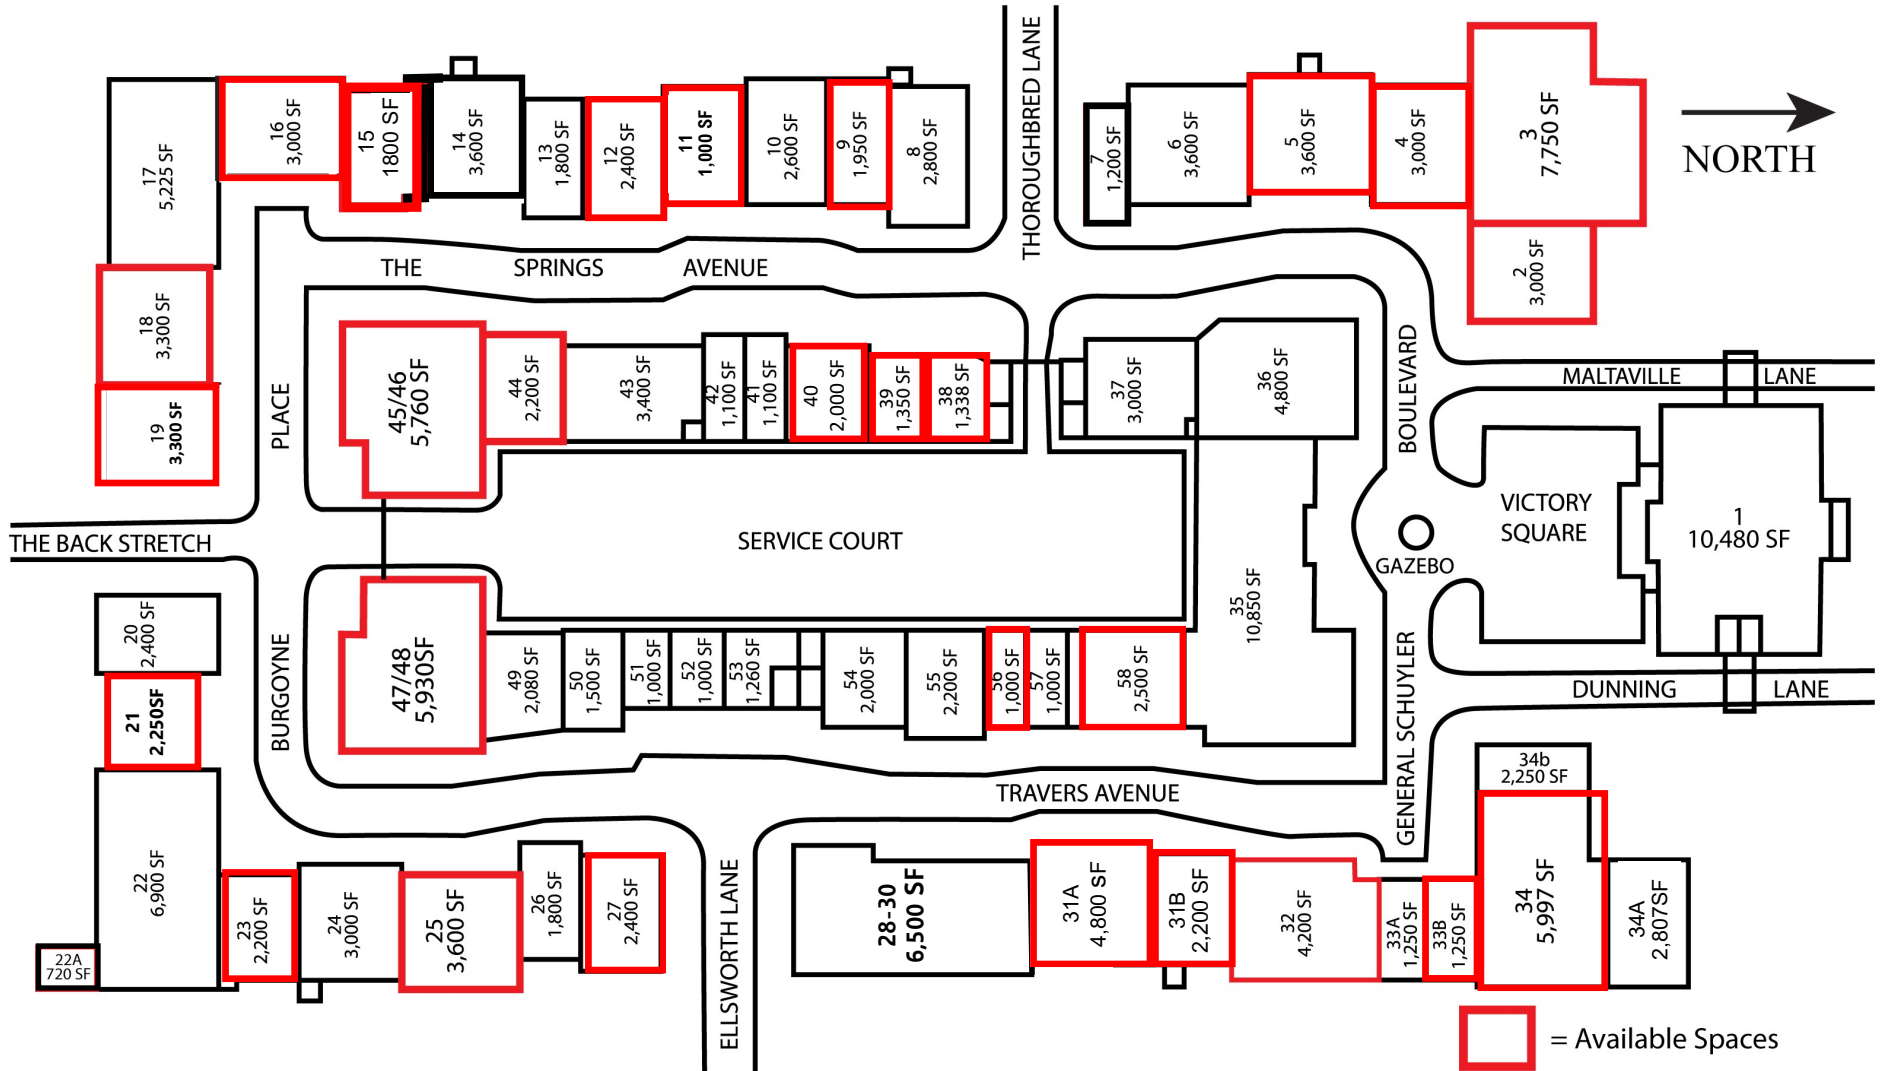 17
5,225 SF
16
3,000 SF
15
1800 SF
14
3,600 SF
13
1,800 SF
12
2,400 SF
11
1,000 SF
10
2,600 SF
9
1,950 SF
8
2,800 SF
THOROUGHBRED LANE
7
1,200 SF
6
3,600 SF
5
3,600 SF
4
3,000 SF
3
7,750 SF
2
3,000 SF
NORTH
THE SPRINGS AVENUE
18
3,300 SF
19
3,300 SF
PLACE
45/46
5,760 SF
44
2,200 SF
43
3,400 SF
42
1,100 SF
41
1,100 SF
40
2,000 SF
39
1,350 SF
38
1,338 SF
37
3,000 SF
36
4,800 SF
BOULEVARD
MALTAVILLE LANE
THE BACK STRETCH
SERVICE COURT
GAZEBO
VICTORY
SQUARE
1
10,480 SF
20
2,400 SF
21
2,250SF
BURGOYNE
47/48
5,930SF
49
2,080 SF
50
1,500 SF
51
1,000 SF
52
1,000 SF
53
1,260 SF
54
2,000 SF
55
2,200 SF
56
1,000 SF
57
1,000 SF
58
2,500 SF
35
10,850 SF
GENERAL SCHUYLER
DUNNING LANE
TRAVERS AVENUE
22
6,900 SF
22A
720 SF
23
2,200 SF
24
3,000 SF
25
3,600 SF
26
1,800 SF
27
2,400 SF
ELLSWORTH LANE
28-30
6,500 SF
31A
4,800 SF
31B
2,200 SF
32
4,200 SF
33A
1,250 SF
33B
1,250 SF
34b
2,250 SF
34
5,997 SF
34A
2,807SF
= Available Spaces